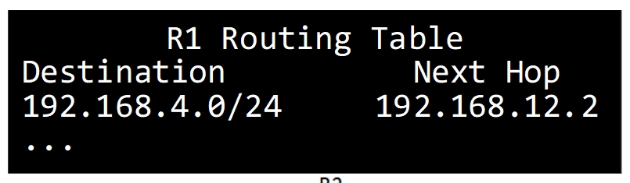 R1 Routing Table
Destination Next Hop
192.168.4.0/24 192.168.12.2
...